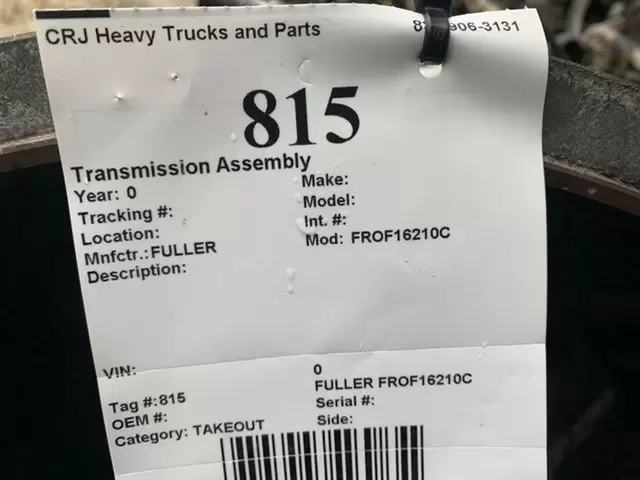 CRJ Heavy Trucks and Parts 906-3131
815
Transmission Assembly
Year: 0 Make:
Tracking #: Model:
Location: Int. #:
Mnfctr.: FULLER Mod: FROF16210C
Description:
VIN: 0
FULLER FROF16210C
Tag #: 815 Serial #:
OEM #: Side:
Category: TAKEOUT